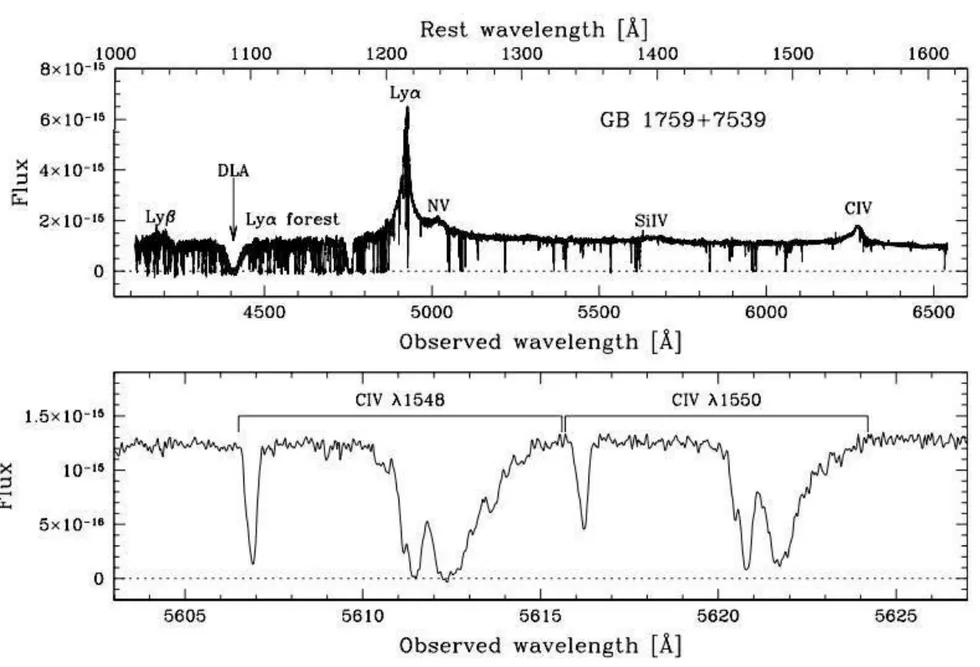 Rest wavelength [Å]
1000 1100 1200 1300 1400 1500 1600
8×10⁻¹⁵
Lyα
6×10⁻¹⁵
GB 1759+7539
4×10⁻¹⁵
DLA
Flux
2×10⁻¹⁵
Lyβ
Lyα forest
NV
SiIV
CIV
0
4500 5000 5500 6000 6500
Observed wavelength [Å]
CIV λ1548
CIV λ1550
1.5×10⁻¹⁵
10⁻¹⁵
Flux
5×10⁻¹⁶
0
5605 5610 5615 5620 5625
Observed wavelength [Å]